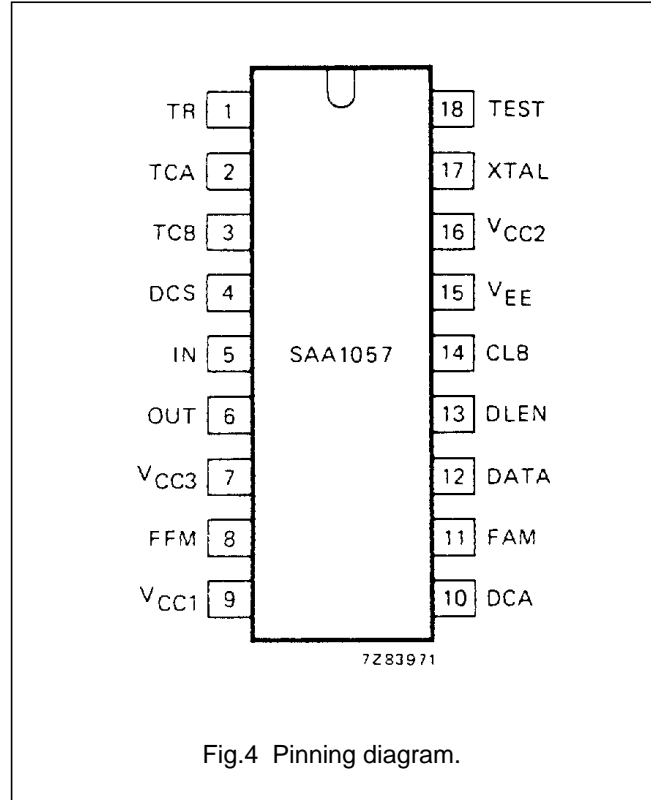 TR 1 18 TEST
TCA 2 17 XTAL
TCB 3 16 VCC2
DCS 4 15 VEE
IN 5 SAA1057 14 CLB
OUT 6 13 DLEN
VCC3 7 12 DATA
FFM 8 11 FAM
VCC1 9 10 DCA
7Z83971
Fig.4 Pinning diagram.